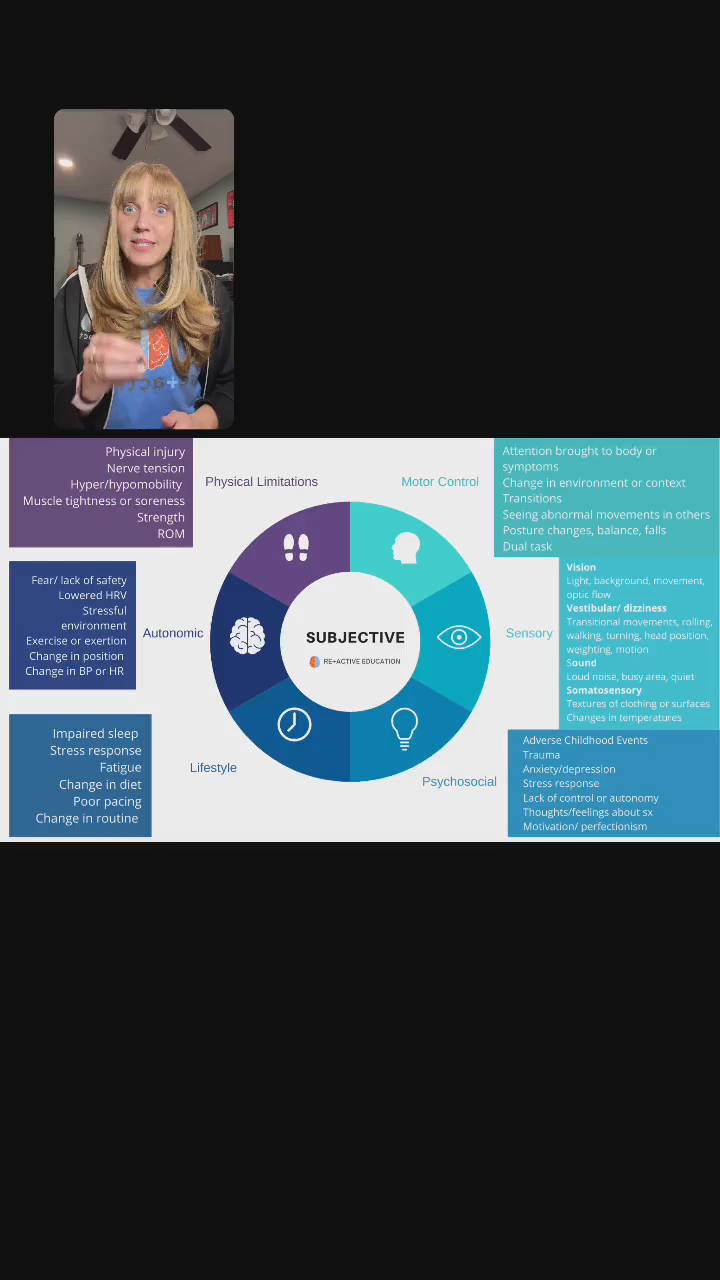 Physical injury
Nerve tension
Hyper/hypomobility
Muscle tightness or soreness
Strength
ROM
Physical Limitations
Motor Control
Attention brought to body or
symptoms
Change in environment or context
Transitions
Seeing abnormal movements in others
Posture changes, balance, falls
Dual task
Fear/ lack of safety
Lowered HRV
Stressful
environment
Exercise or exertion
Change in position
Change in BP or HR
Autonomic
SUBJECTIVE
RE+ACTIVE EDUCATION
Sensory
Vision
Light, background, movement,
optic flow
Vestibular/ dizziness
Transitional movements, rolling,
walking, turning, head position,
weighting, motion
Sound
Loud noise, busy area, quiet
Somatosensory
Textures of clothing or surfaces
Changes in temperatures
Impaired sleep
Stress response
Fatigue
Change in diet
Poor pacing
Change in routine
Lifestyle
Psychosocial
Adverse Childhood Events
Trauma
Anxiety/depression
Stress response
Lack of control or autonomy
Thoughts/feelings about sx
Motivation/ perfectionism